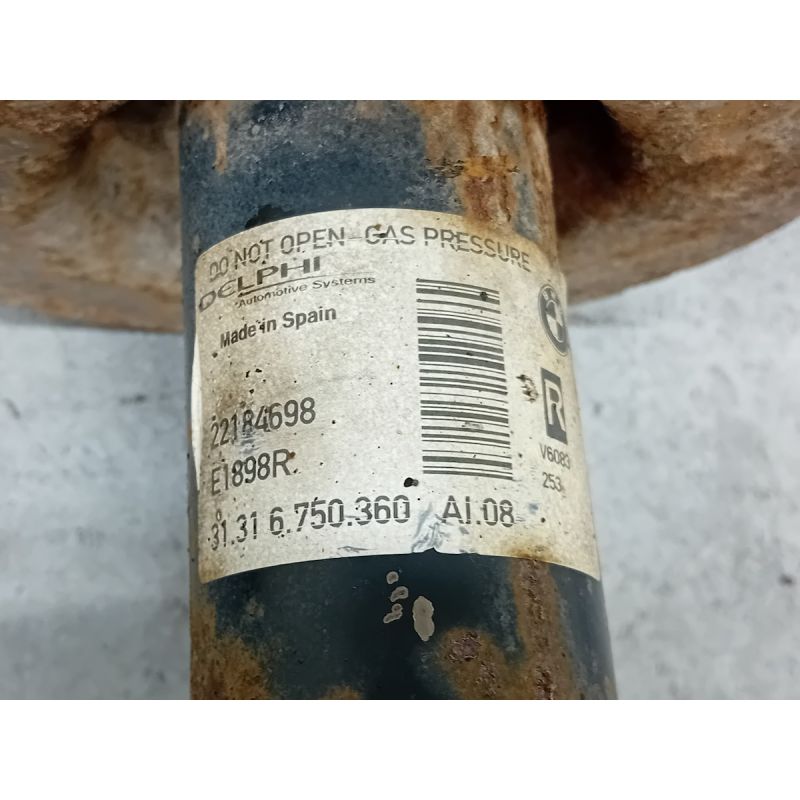 DO NOT OPEN-GAS PRESSURE
DELPHI
Automotive Systems
Made in Spain
22184698
E1898R
31.31 6.750.360 AI.08
R
V6083
253